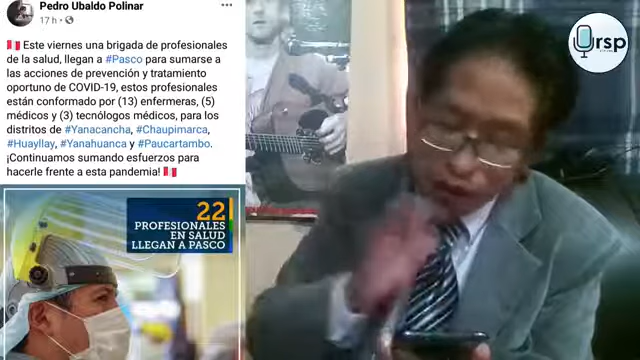 Pedro Ubaldo Polinar
17 h
Este viernes una brigada de profesionales
de la salud, llegan a #Pasco para sumarse a
las acciones de prevención y tratamiento
oportuno de COVID-19, estos profesionales
están conformado por (13) enfermeras, (5)
médicos y (3) tecnólogos médicos, para los
distritos de #Yanacancha, #Chaupimarca,
#Huayllay, #Yanahuanca y #Paucartambo.
¡Continuamos sumando esfuerzos para
hacerle frente a esta pandemia!
22
PROFESIONALES
EN SALUD
LLEGAN A PASCO
rsp